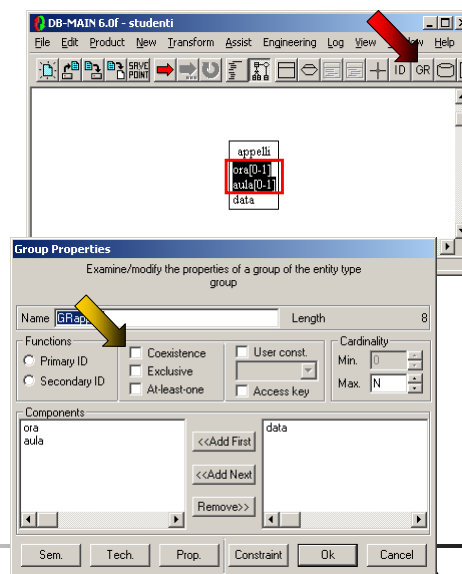 DB-MAIN 6.0f - studenti
File Edit Product New Transform Assist Engineering Log View Help
SAVE POINT ID GR
appelli
ora[0-1]
aula[0-1]
data
Group Properties
Examine/modify the properties of a group of the entity type
group
Name GRapp Length 8
Functions
Primary ID
Secondary ID
Coexistence
Exclusive
At-least-one
User const.
Access key
Cardinality
Min. 0
Max. N
Components
ora
aula
<<Add First
<<Add Next
Remove>>
data
Sem. Tech. Prop. Constraint Ok Cancel